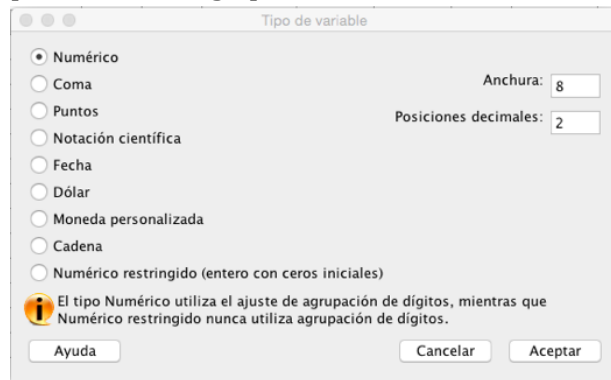 Tipo de variable
Numérico
Coma
Puntos
Notación científica
Fecha
Dólar
Moneda personalizada
Cadena
Numérico restringido (entero con ceros iniciales)
Anchura: 8
Posiciones decimales: 2
El tipo Numérico utiliza el ajuste de agrupación de dígitos, mientras que
Numérico restringido nunca utiliza agrupación de dígitos.
Ayuda
Cancelar
Aceptar